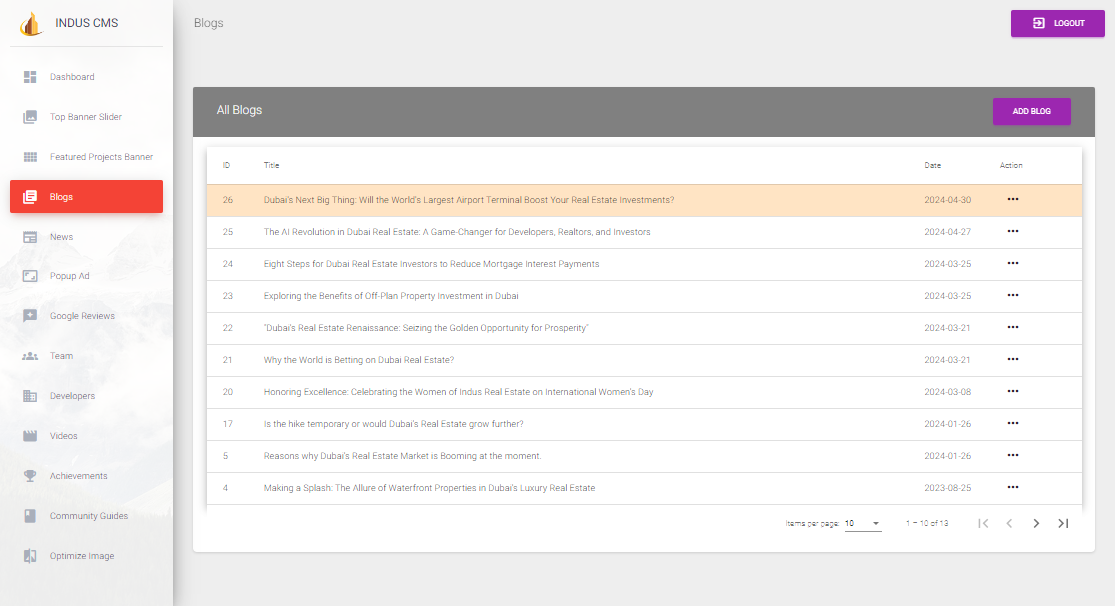 INDUS CMS
Blogs
LOGOUT
Dashboard
Top Banner Slider
Featured Projects Banner
Blogs
News
Popup Ad
Google Reviews
Team
Developers
Videos
Achievements
Community Guides
Optimize Image
All Blogs
ADD BLOG
ID Title Date Action
26 Dubai's Next Big Thing: Will the World's Largest Airport Terminal Boost Your Real Estate Investments? 2024-04-30
25 The AI Revolution in Dubai Real Estate: A Game-Changer for Developers, Realtors, and Investors 2024-04-27
24 Eight Steps for Dubai Real Estate Investors to Reduce Mortgage Interest Payments 2024-03-25
23 Exploring the Benefits of Off-Plan Property Investment in Dubai 2024-03-25
22 "Dubai's Real Estate Renaissance: Seizing the Golden Opportunity for Prosperity" 2024-03-21
21 Why the World is Betting on Dubai Real Estate? 2024-03-21
20 Honoring Excellence: Celebrating the Women of Indus Real Estate on International Women's Day 2024-03-08
17 Is the hike temporary or would Dubai's Real Estate grow further? 2024-01-26
5 Reasons why Dubai's Real Estate Market is Booming at the moment. 2024-01-26
4 Making a Splash: The Allure of Waterfront Properties in Dubai's Luxury Real Estate 2023-08-25
Items per page: 10 1 – 10 of 13